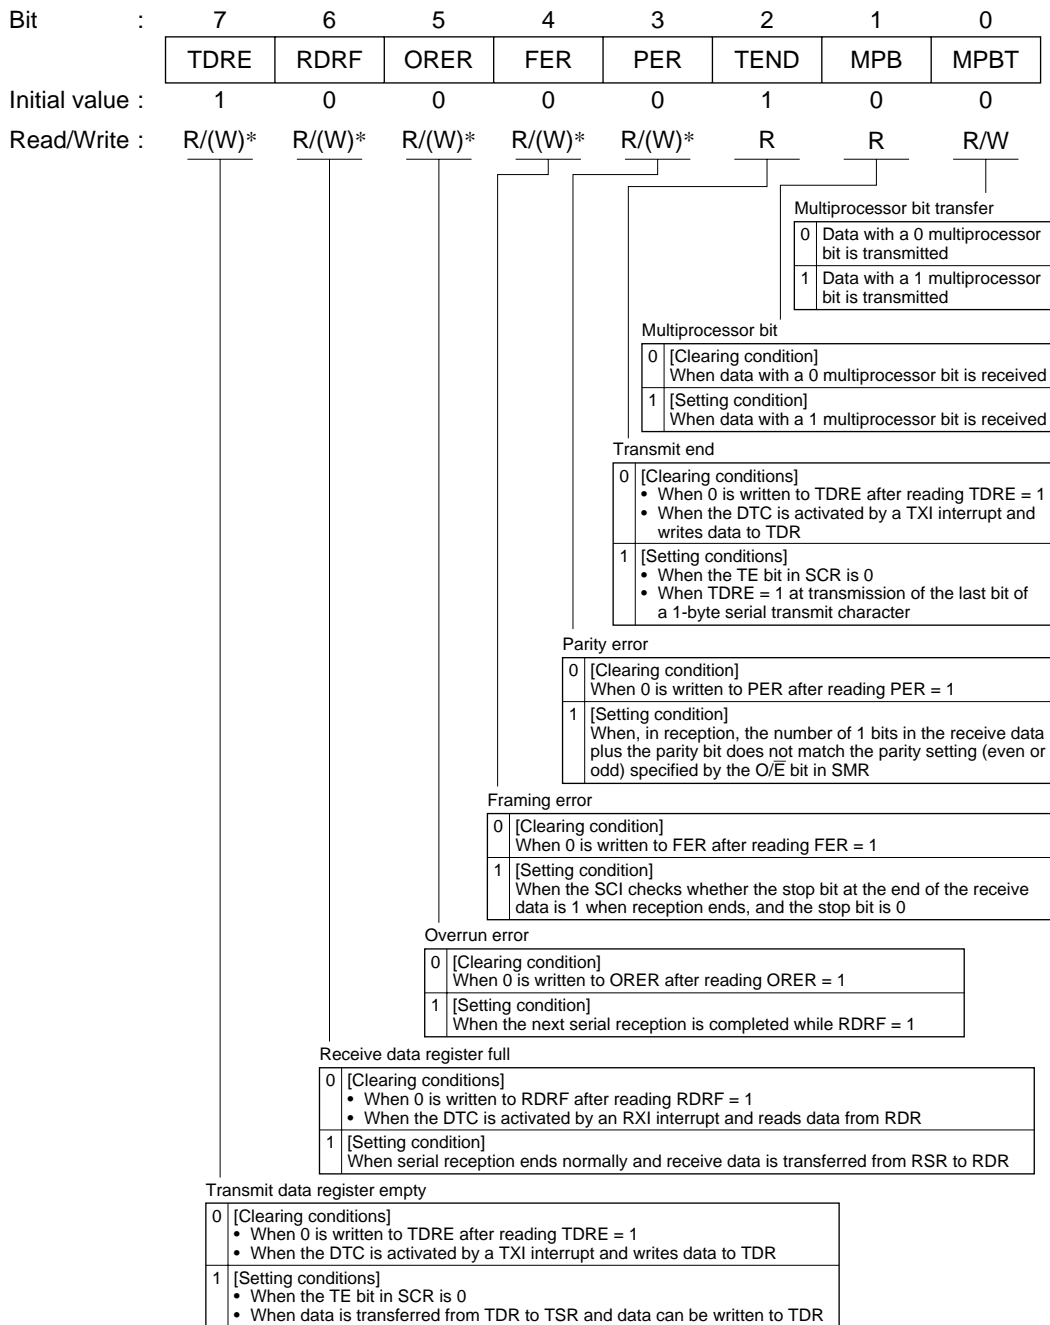 Bit : 7 6 5 4 3 2 1 0
TDRE RDRF ORER FER PER TEND MPB MPBT
Initial value : 1 0 0 0 0 1 0 0
Read/Write : R/(W)* R/(W)* R/(W)* R/(W)* R/(W)* R R R/W
Multiprocessor bit transfer
0 Data with a 0 multiprocessor
bit is transmitted
1 Data with a 1 multiprocessor
bit is transmitted
Multiprocessor bit
0 [Clearing condition]
When data with a 0 multiprocessor bit is received
1 [Setting condition]
When data with a 1 multiprocessor bit is received
Transmit end
0 [Clearing conditions]
• When 0 is written to TDRE after reading TDRE = 1
• When the DTC is activated by a TXI interrupt and
writes data to TDR
1 [Setting conditions]
• When the TE bit in SCR is 0
• When TDRE = 1 at transmission of the last bit of
a 1-byte serial transmit character
Parity error
0 [Clearing condition]
When 0 is written to PER after reading PER = 1
1 [Setting condition]
When, in reception, the number of 1 bits in the receive data
plus the parity bit does not match the parity setting (even or
odd) specified by the O/E̅ bit in SMR
Framing error
0 [Clearing condition]
When 0 is written to FER after reading FER = 1
1 [Setting condition]
When the SCI checks whether the stop bit at the end of the receive
data is 1 when reception ends, and the stop bit is 0
Overrun error
0 [Clearing condition]
When 0 is written to ORER after reading ORER = 1
1 [Setting condition]
When the next serial reception is completed while RDRF = 1
Receive data register full
0 [Clearing conditions]
• When 0 is written to RDRF after reading RDRF = 1
• When the DTC is activated by an RXI interrupt and reads data from RDR
1 [Setting condition]
When serial reception ends normally and receive data is transferred from RSR to RDR
Transmit data register empty
0 [Clearing conditions]
• When 0 is written to TDRE after reading TDRE = 1
• When the DTC is activated by a TXI interrupt and writes data to TDR
1 [Setting conditions]
• When the TE bit in SCR is 0
• When data is transferred from TDR to TSR and data can be written to TDR